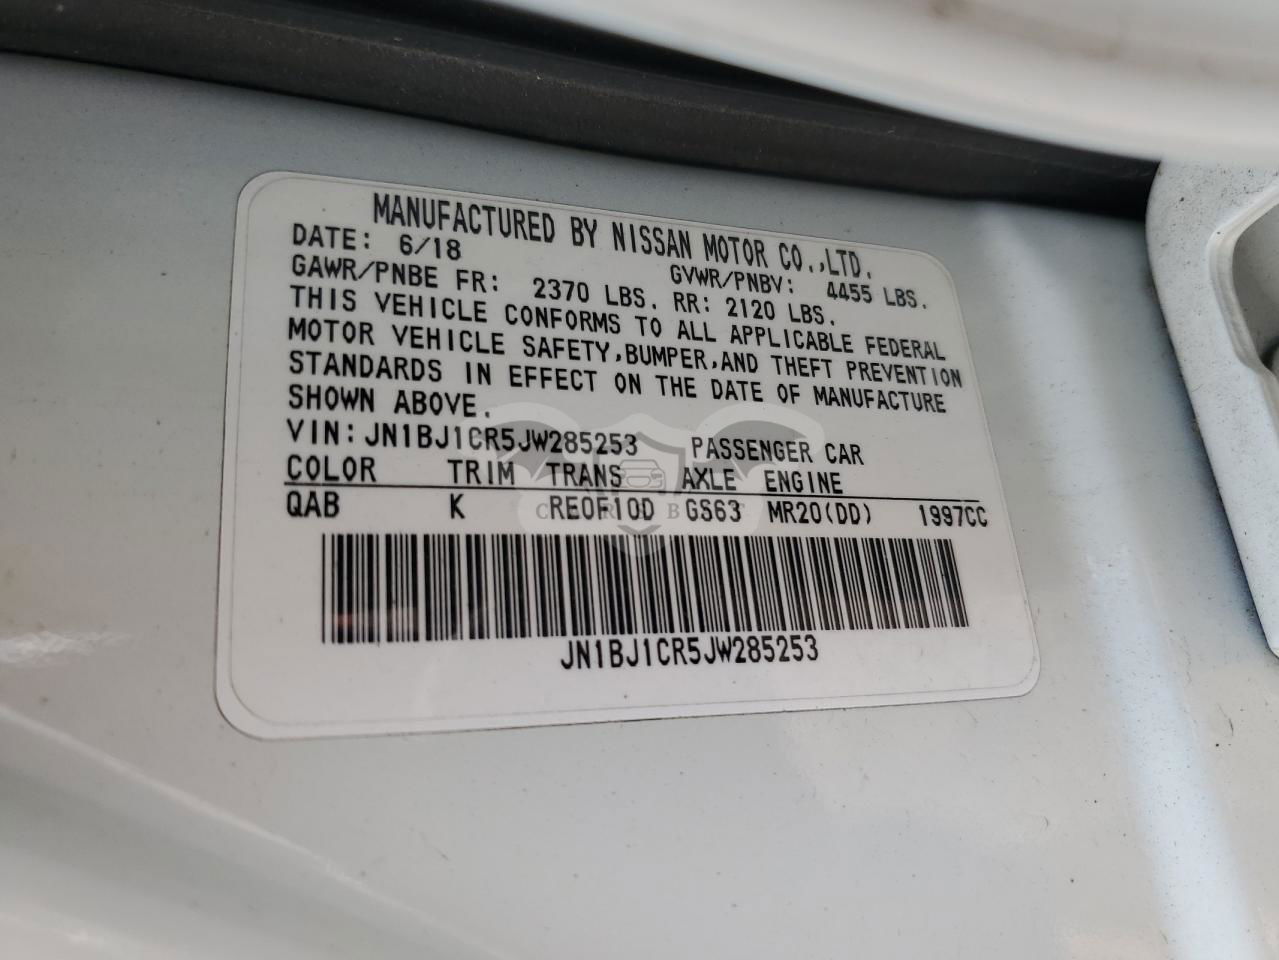 MANUFACTURED BY NISSAN MOTOR CO.,LTD.
DATE: 6/18 GVWR/PNBV: 4455 LBS.
GAWR/PNBE FR: 2370 LBS. RR: 2120 LBS.
THIS VEHICLE CONFORMS TO ALL APPLICABLE FEDERAL
MOTOR VEHICLE SAFETY,BUMPER,AND THEFT PREVENTION
STANDARDS IN EFFECT ON THE DATE OF MANUFACTURE
SHOWN ABOVE.
VIN:JN1BJ1CR5JW285253 PASSENGER CAR
COLOR TRIM TRANS AXLE ENGINE
QAB K RE0F10D GS63 MR20(DD) 1997CC
JN1BJ1CR5JW285253